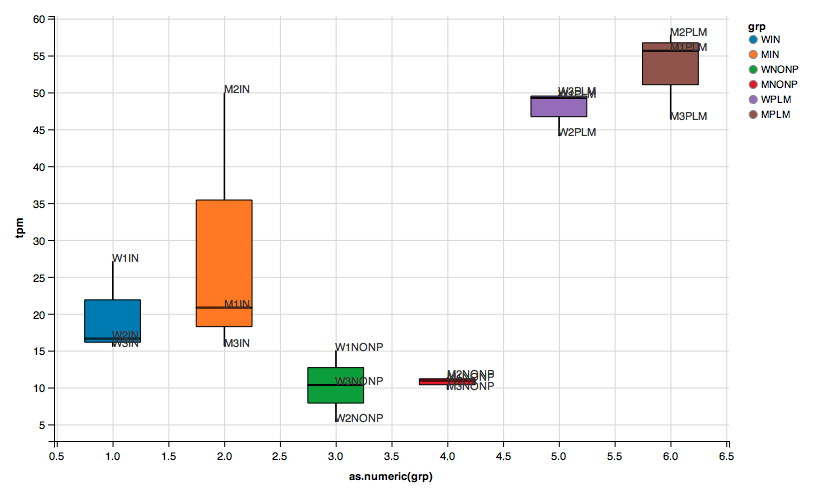 grp
WIN
MIN
WNONP
MNONP
WPLM
MPLM
tpm
60
55
50
45
40
35
30
25
20
15
10
5
M2PLM
M1PLM
M2IN
W3PLM
M3PLM
W2PLM
W1IN
M1IN
W2IN
W3IN
M3IN
W1NONP
M2NONP
W3NONP
M3NONP
W2NONP
0.5 1.0 1.5 2.0 2.5 3.0 3.5 4.0 4.5 5.0 5.5 6.0 6.5
as.numeric(grp)